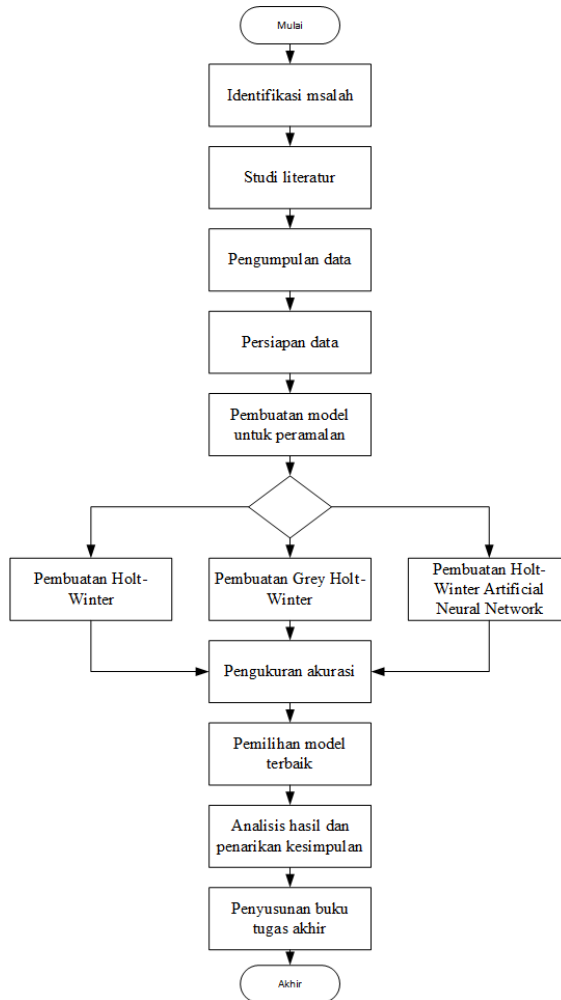 Mulai
Identifikasi msalah
Studi literatur
Pengumpulan data
Persiapan data
Pembuatan model
untuk peramalan
Pembuatan Holt-
Winter
Pembuatan Grey Holt-
Winter
Pembuatan Holt-
Winter Artificial
Neural Network
Pengukuran akurasi
Pemilihan model
terbaik
Analisis hasil dan
penarikan kesimpulan
Penyusunan buku
tugas akhir
Akhir